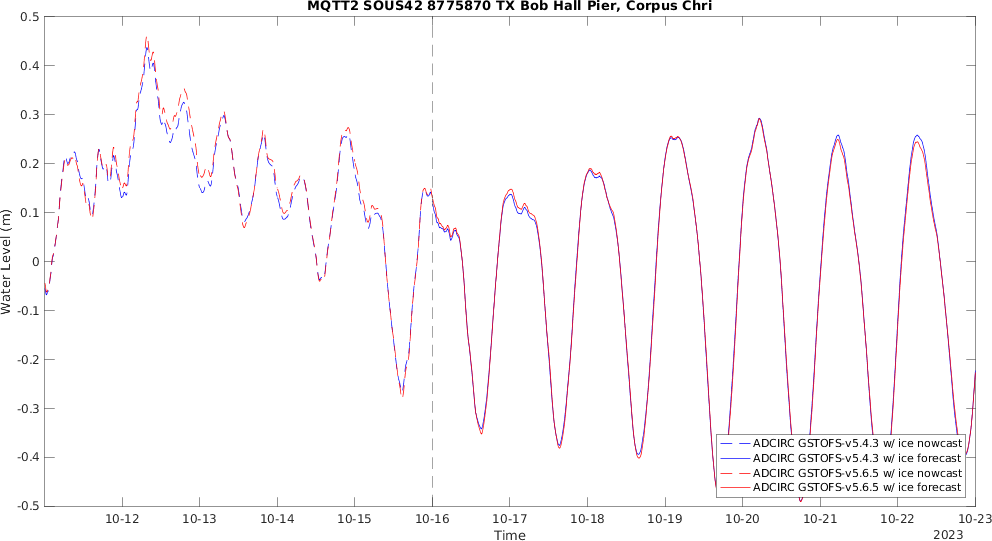 MQTT2 SOUS42 8775870 TX Bob Hall Pier, Corpus Chri
0.5
0.4
0.3
0.2
0.1
0
-0.1
-0.2
-0.3
-0.4
-0.5
Water Level (m)
ADCIRC GSTOFS-v5.4.3 w/ ice nowcast
ADCIRC GSTOFS-v5.4.3 w/ ice forecast
ADCIRC GSTOFS-v5.6.5 w/ ice nowcast
ADCIRC GSTOFS-v5.6.5 w/ ice forecast
10-12 10-13 10-14 10-15 10-16 10-17 10-18 10-19 10-20 10-21 10-22 10-23
Time
2023